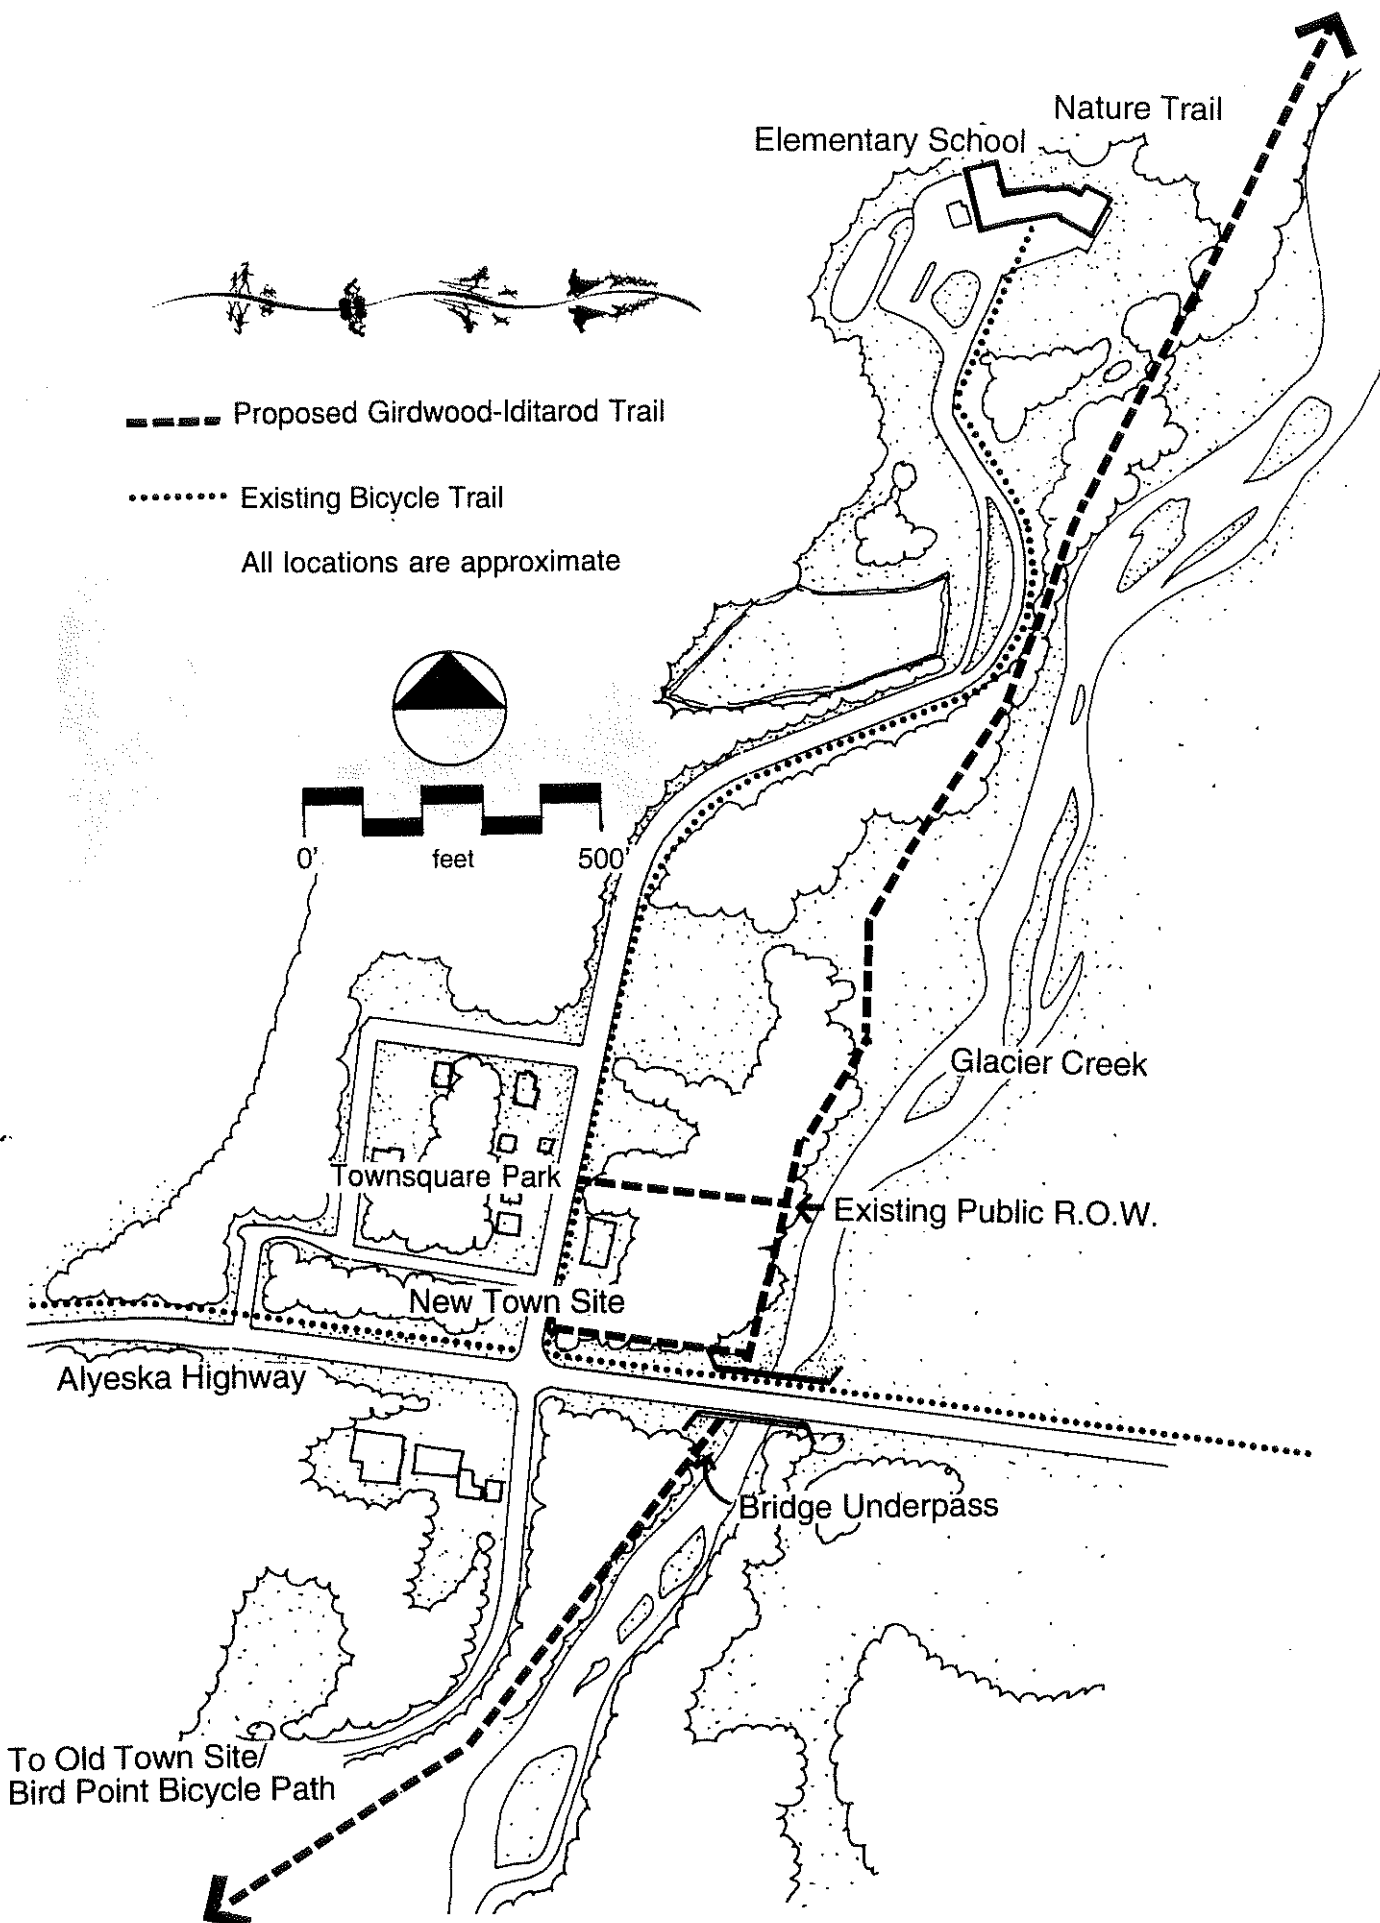 Nature Trail
Elementary School
Proposed Girdwood-Iditarod Trail
Existing Bicycle Trail
All locations are approximate
0'
feet
500'
Glacier Creek
Townsquare Park
Existing Public R.O.W.
New Town Site
Alyeska Highway
Bridge Underpass
To Old Town Site/
Bird Point Bicycle Path